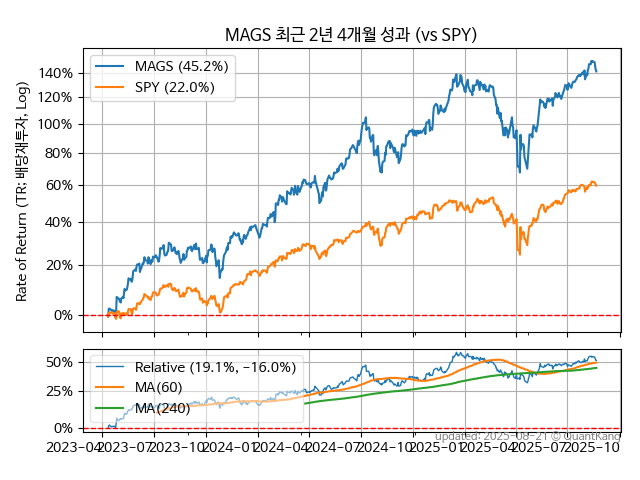 MAGS 최근 2년 4개월 성과 (vs SPY)
Rate of Return (TR; 배당재투자, Log)
140%
120%
100%
80%
60%
40%
20%
0%
MAGS (45.2%)
SPY (22.0%)
50%
25%
0%
Relative (19.1%, −16.0%)
MA(60)
MA(240)
2023-04
2023-07
2023-10
2024-01
2024-04
2024-07
2024-10
2025-01
2025-04
2025-07
2025-10
updated: 2025-08-21 © QuantKang